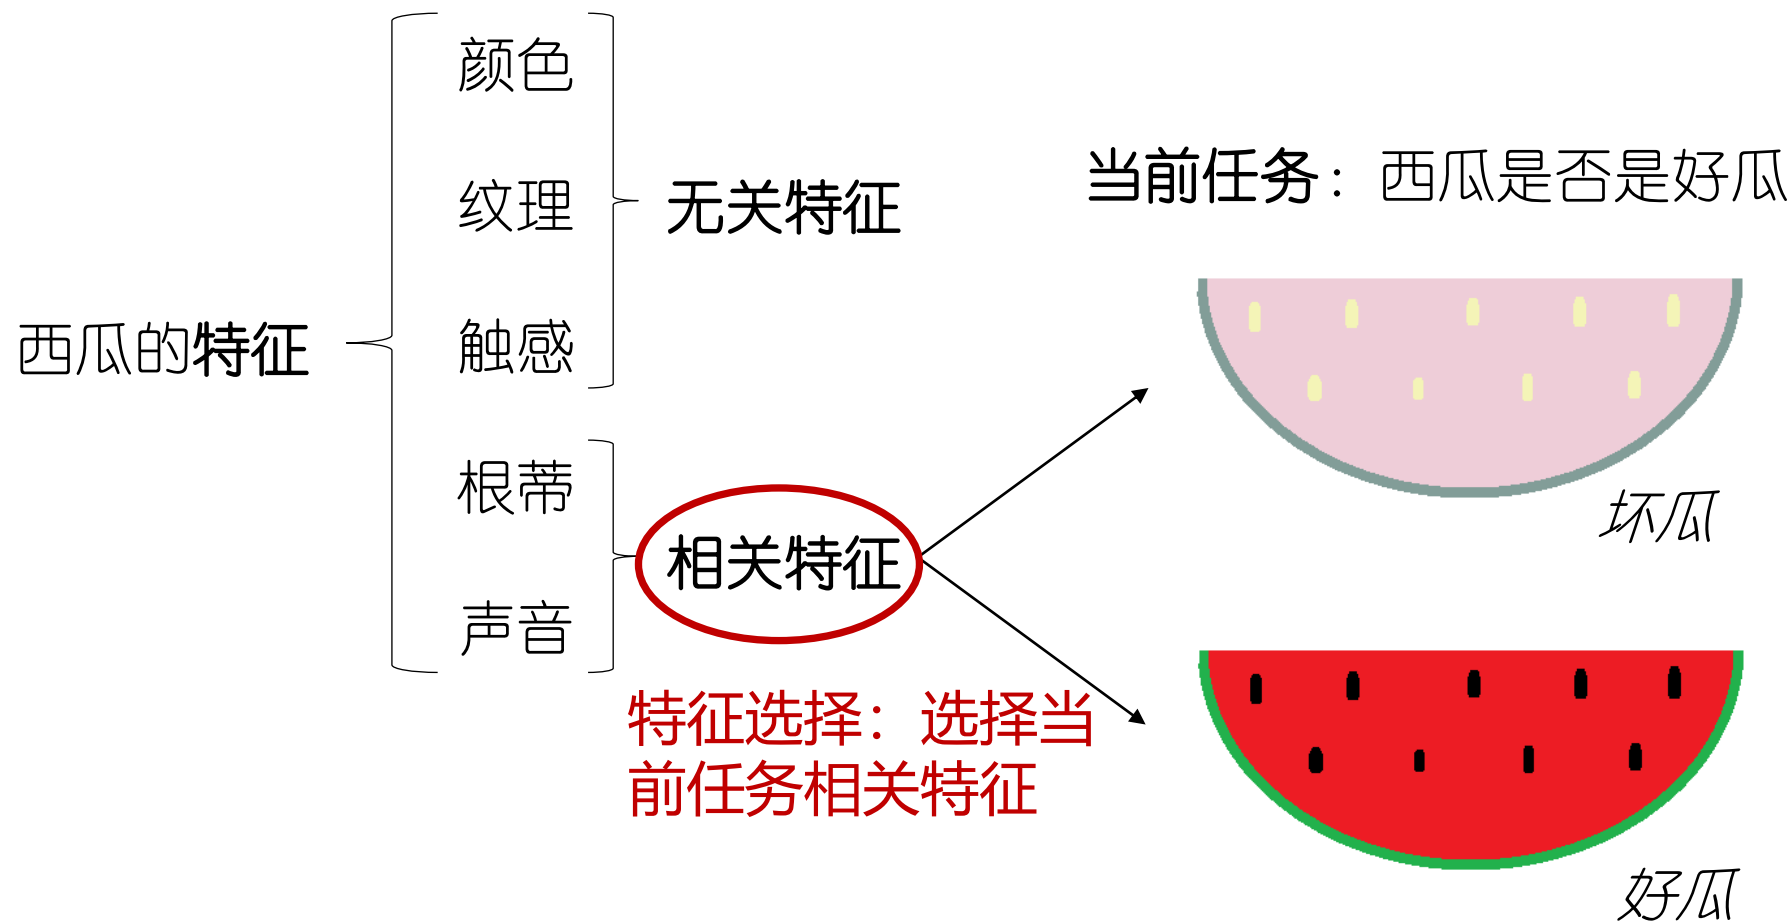 西瓜的特征
颜色
纹理
触感
根蒂
声音
无关特征
相关特征
特征选择：选择当
前任务相关特征
当前任务：西瓜是否是好瓜
坏瓜
好瓜